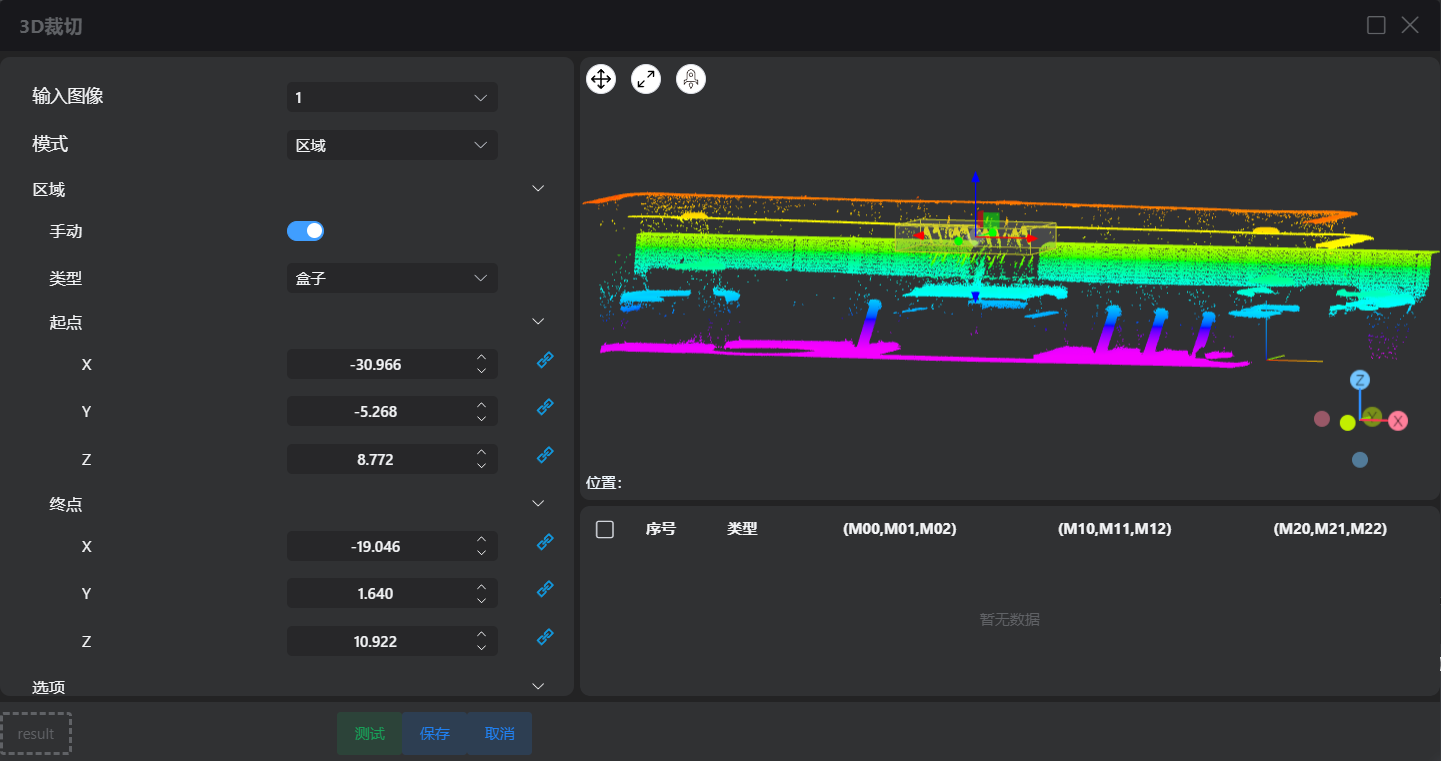 3D裁切
输入图像 1
模式 区域
区域
手动
类型 盒子
起点
X -30.966
Y -5.268
Z 8.772
终点
X -19.046
Y 1.640
Z 10.922
选项
Z
Y X
位置:
序号 类型 (M00,M01,M02) (M10,M11,M12) (M20,M21,M22)
暂无数据
result 测试 保存 取消